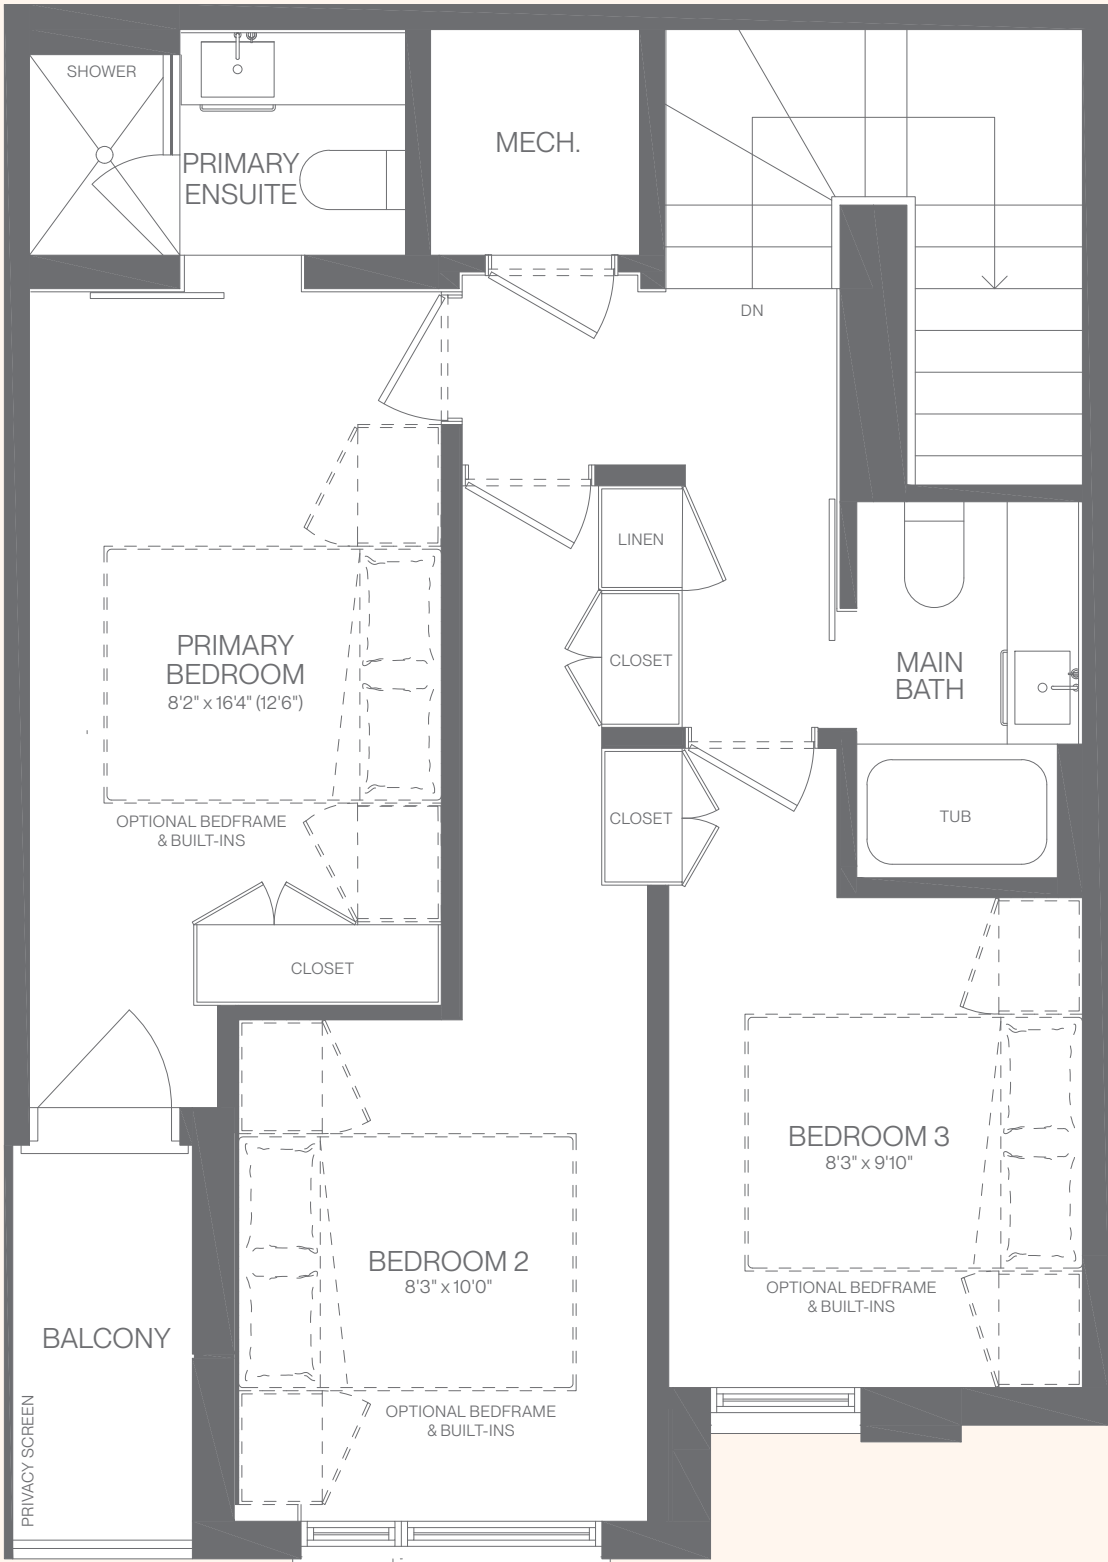 SHOWER
PRIMARY
ENSUITE
MECH.
DN
LINEN
PRIMARY
BEDROOM
8'2" x 16'4" (12'6")
CLOSET
MAIN
BATH
OPTIONAL BEDFRAME
& BUILT-INS
CLOSET
TUB
CLOSET
BEDROOM 3
8'3" x 9'10"
BEDROOM 2
8'3" x 10'0"
OPTIONAL BEDFRAME
& BUILT-INS
BALCONY
PRIVACY SCREEN
OPTIONAL BEDFRAME
& BUILT-INS